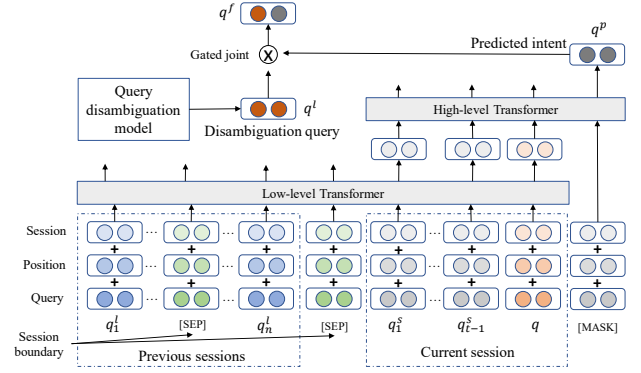 q^f
q^p
Gated joint
X
Predicted intent
Query
disambiguation
model
q^l
Disambiguation query
High-level Transformer
Low-level Transformer
Session
... ... ...
+ + + + + + + +
Position
... ... ...
+ + + + + + + +
Query
... ... ...
q_1^l [SEP] q_n^l [SEP] q_1^s q_{i-1}^s q [MASK]
Session
boundary
Previous sessions
Current session